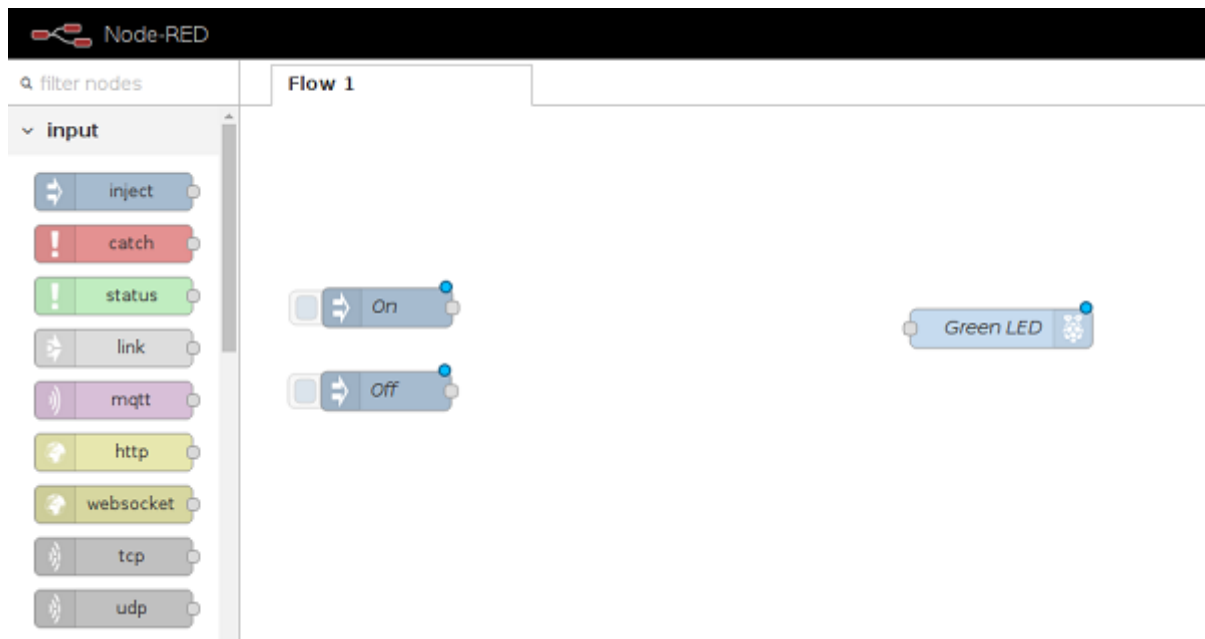 Node-RED
filter nodes
Flow 1
input
inject
catch
status
link
mqtt
http
websocket
tcp
udp
On
Off
Green LED